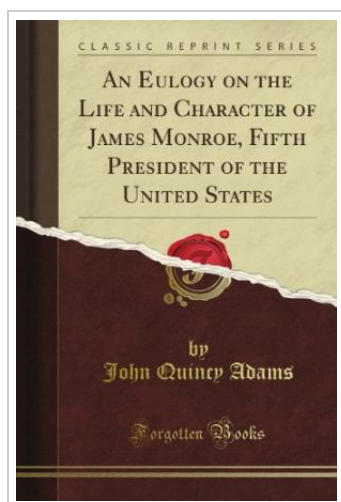 CLASSIC REPRINT SERIES
AN EULOGY ON THE
LIFE AND CHARACTER OF
JAMES MONROE, FIFTH
PRESIDENT OF THE
UNITED STATES
by
John Quincy Adams
Forgotten Books